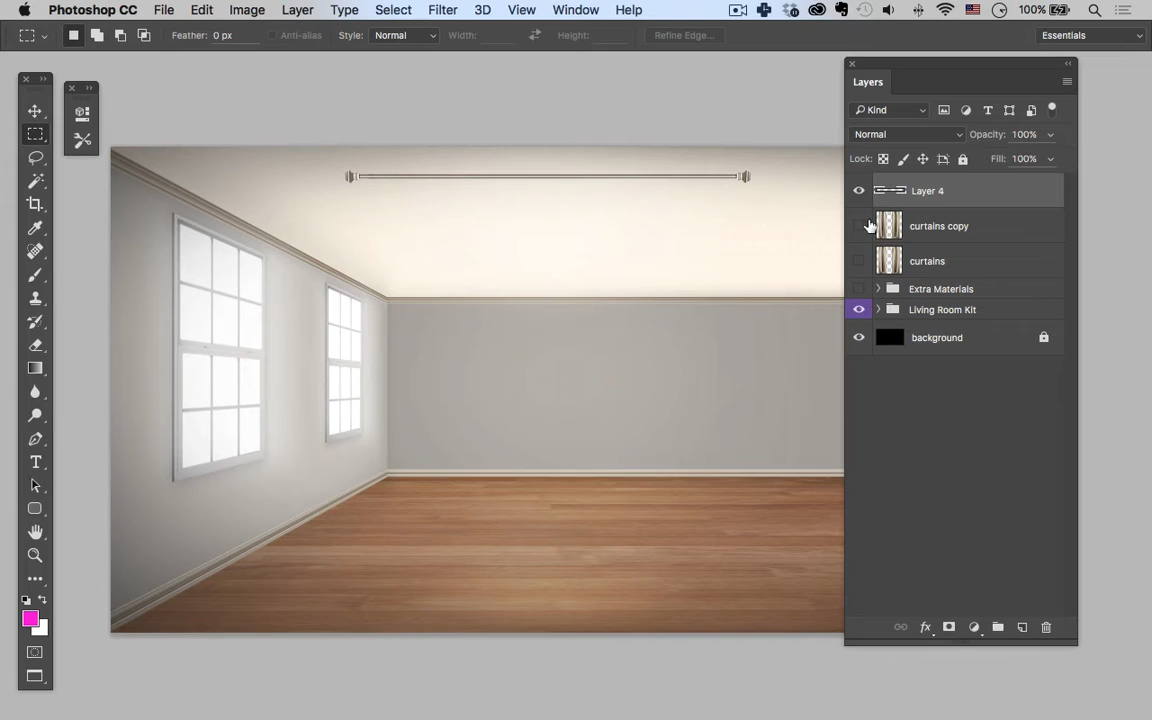 Photoshop CC File Edit Image Layer Type Select Filter 3D View Window Help 100%
Feather: 0 px Anti-alias Style: Normal Width: Height: Refine Edge... Essentials
Layers
Kind
Normal Opacity: 100%
Lock: Fill: 100%
Layer 4
curtains copy
curtains
Extra Materials
Living Room Kit
background